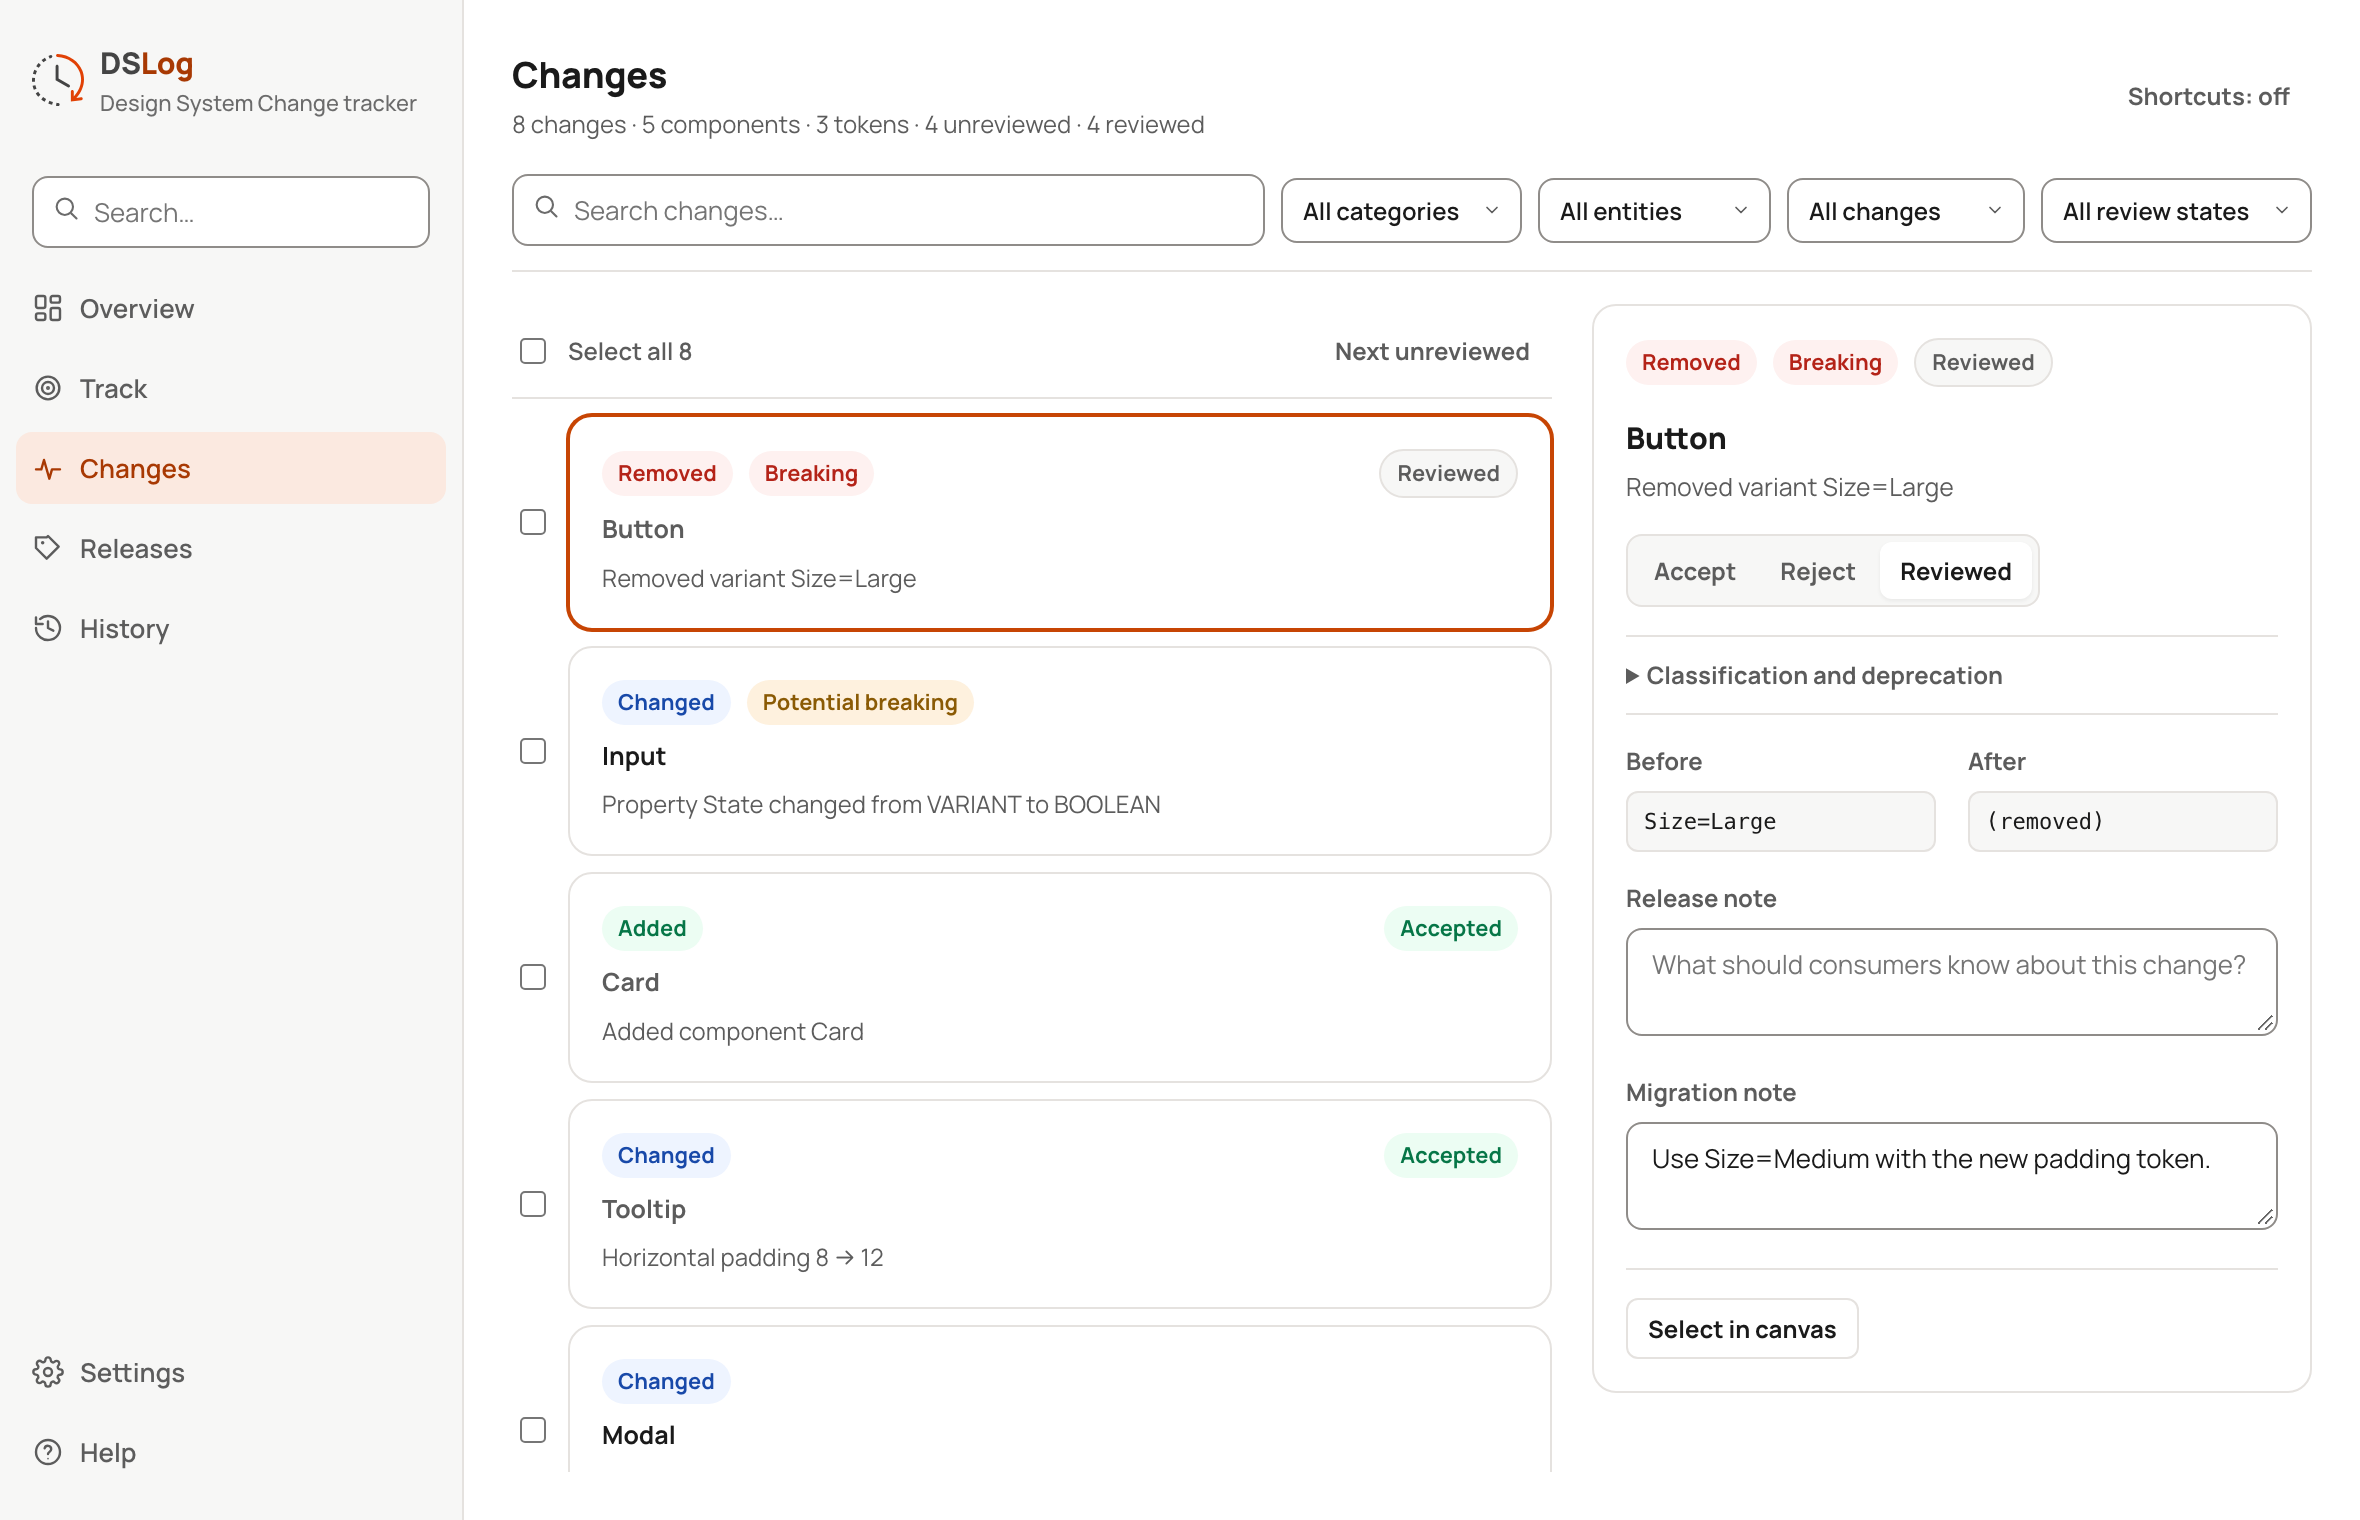 DSLog
Design System Change tracker
Search...
Overview
Track
Changes
Releases
History
Settings
Help
Changes
8 changes · 5 components · 3 tokens · 4 unreviewed · 4 reviewed
Shortcuts: off
Search changes...
All categories
All entities
All changes
All review states
Select all 8
Next unreviewed
Removed
Breaking
Reviewed
Button
Removed variant Size=Large
Changed
Potential breaking
Input
Property State changed from VARIANT to BOOLEAN
Added
Accepted
Card
Added component Card
Changed
Accepted
Tooltip
Horizontal padding 8 → 12
Changed
Modal
Removed
Breaking
Reviewed
Button
Removed variant Size=Large
Accept
Reject
Reviewed
Classification and deprecation
Before
After
Size=Large
(removed)
Release note
What should consumers know about this change?
Migration note
Use Size=Medium with the new padding token.
Select in canvas